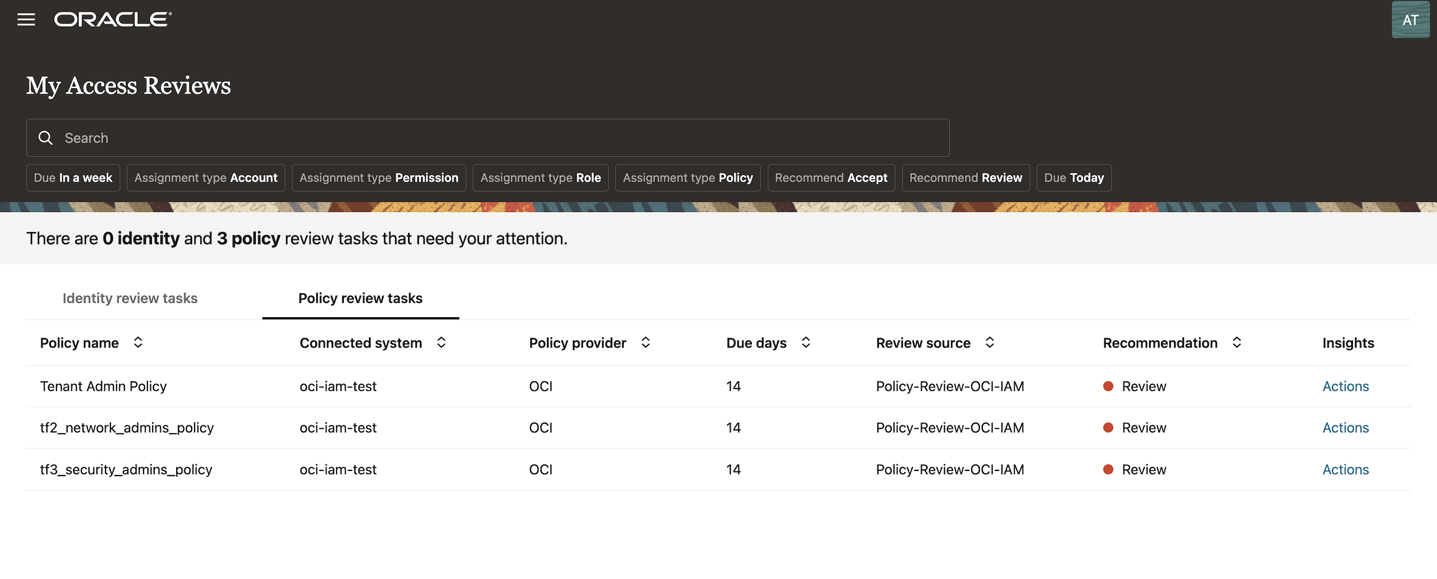 ORACLE
AT
My Access Reviews
Search
Due In a week Assignment type Account Assignment type Permission Assignment type Role Assignment type Policy Recommend Accept Recommend Review Due Today
There are 0 identity and 3 policy review tasks that need your attention.
Identity review tasks Policy review tasks
Policy name Connected system Policy provider Due days Review source Recommendation Insights
Tenant Admin Policy oci-iam-test OCI 14 Policy-Review-OCI-IAM Review Actions
tf2_network_admins_policy oci-iam-test OCI 14 Policy-Review-OCI-IAM Review Actions
tf3_security_admins_policy oci-iam-test OCI 14 Policy-Review-OCI-IAM Review Actions